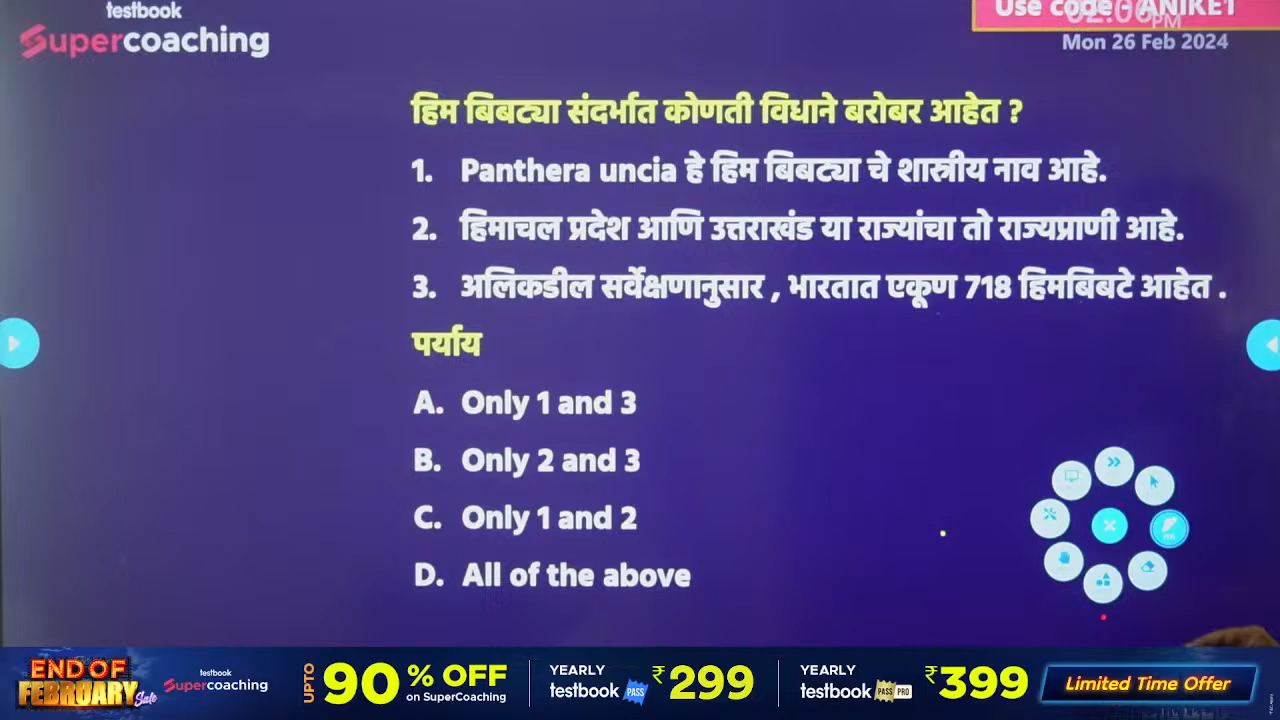 testbook
Supercoaching
Use code - ANIKET
02:00PM
Mon 26 Feb 2024
हिम बिबट्या संदर्भात कोणती विधाने बरोबर आहेत ?
1. Panthera uncia हे हिम बिबट्या चे शास्त्रीय नाव आहे.
2. हिमाचल प्रदेश आणि उत्तराखंड या राज्यांचा तो राज्यप्राणी आहे.
3. अलिकडील सर्वेक्षणानुसार , भारतात एकूण 718 हिमबिबटे आहेत .
पर्याय
A. Only 1 and 3
B. Only 2 and 3
C. Only 1 and 2
D. All of the above
END OF
FEBRUARY
Sale
testbook
Supercoaching
UPTO
90% OFF
on SuperCoaching
YEARLY
testbook PASS
₹299
YEARLY
testbook PASS PRO
₹399
Limited Time Offer